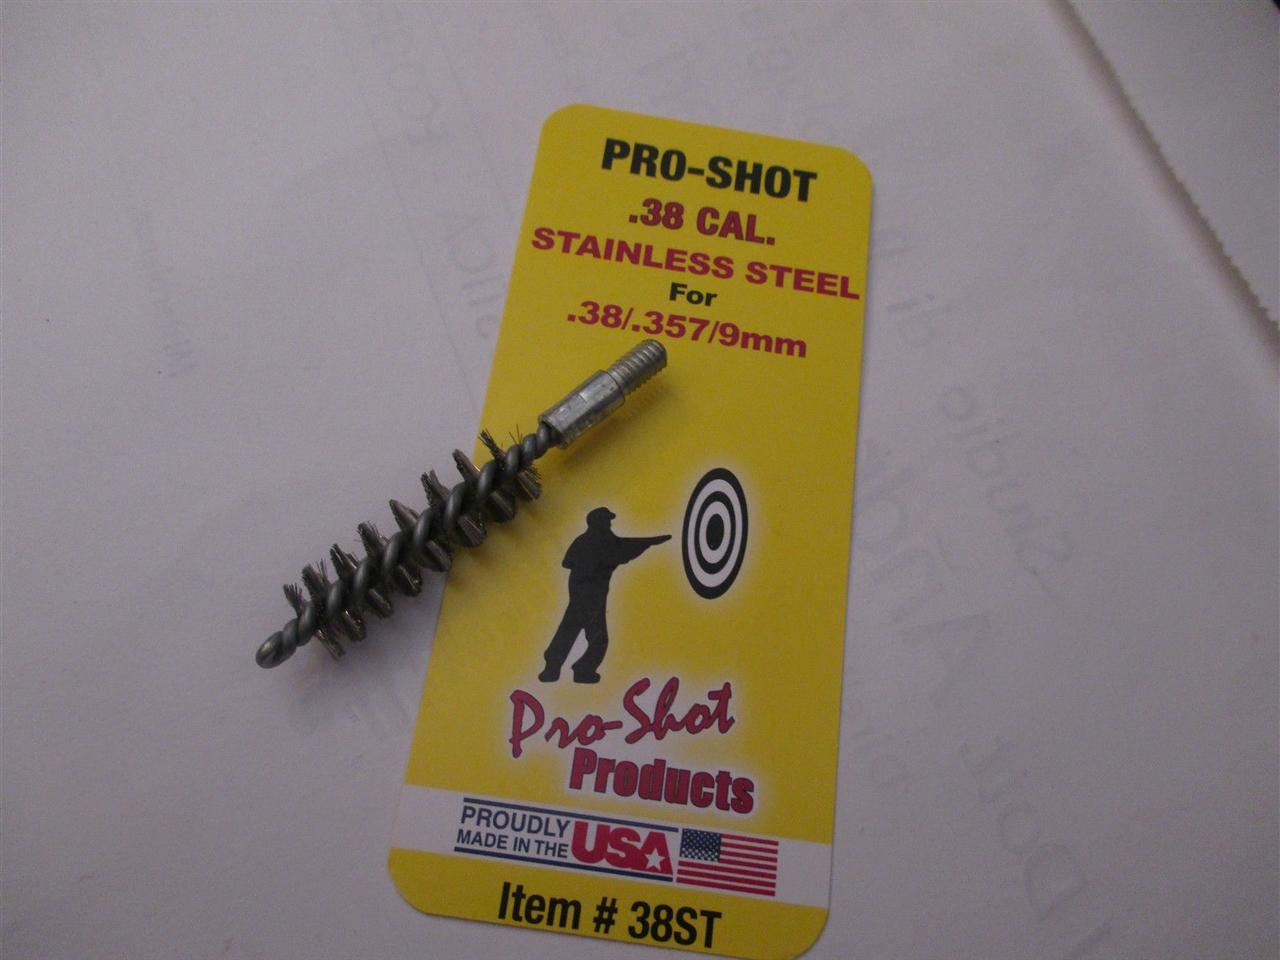 PRO-SHOT
.38 CAL.
STAINLESS STEEL
For
.38/.357/9mm
Pro-Shot
Products
PROUDLY
MADE IN THE
USA
Item # 38ST